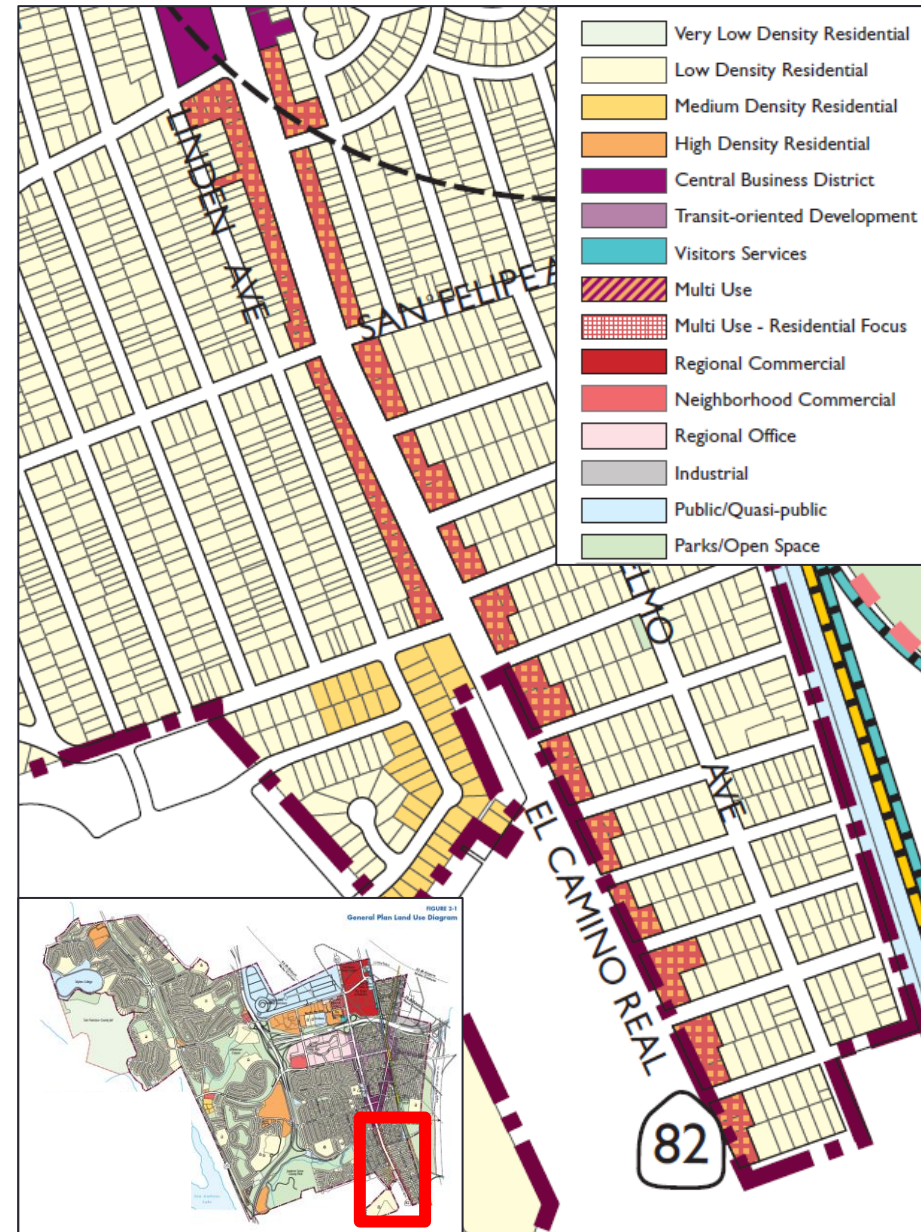 Very Low Density Residential
Low Density Residential
Medium Density Residential
High Density Residential
Central Business District
Transit-oriented Development
Visitors Services
Multi Use
Multi Use - Residential Focus
Regional Commercial
Neighborhood Commercial
Regional Office
Industrial
Public/Quasi-public
Parks/Open Space
LINDEN AVE
SAN FELIPE A
ELMO AVE
EL CAMINO REAL
82
FIGURE 2-1
General Plan Land Use Diagram